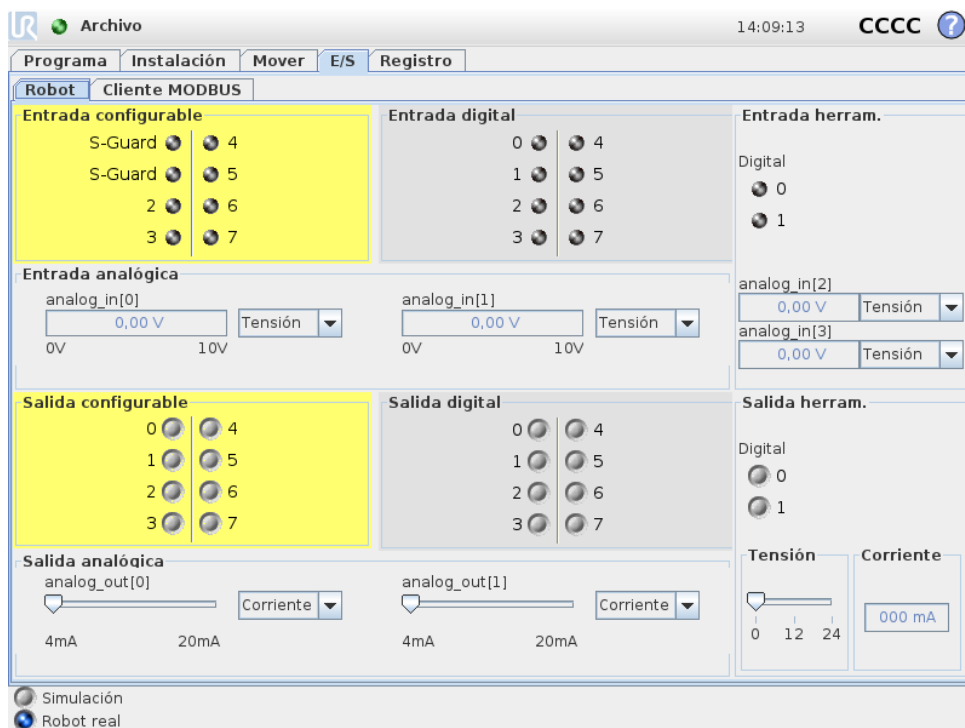 UR Archivo 14:09:13 CCCC ?
Programa Instalación Mover E/S Registro
Robot Cliente MODBUS
Entrada configurable
S-Guard 4
S-Guard 5
2 6
3 7
Entrada digital
0 4
1 5
2 6
3 7
Entrada herram.
Digital
0
1
analog_in[2]
0,00 V Tensión
analog_in[3]
0,00 V Tensión
Entrada analógica
analog_in[0]
0,00 V Tensión
0V 10V
analog_in[1]
0,00 V Tensión
0V 10V
Salida configurable
0 4
1 5
2 6
3 7
Salida digital
0 4
1 5
2 6
3 7
Salida herram.
Digital
0
1
Tensión
0 12 24
Corriente
000 mA
Salida analógica
analog_out[0]
Corriente
4mA 20mA
analog_out[1]
Corriente
4mA 20mA
Simulación
Robot real